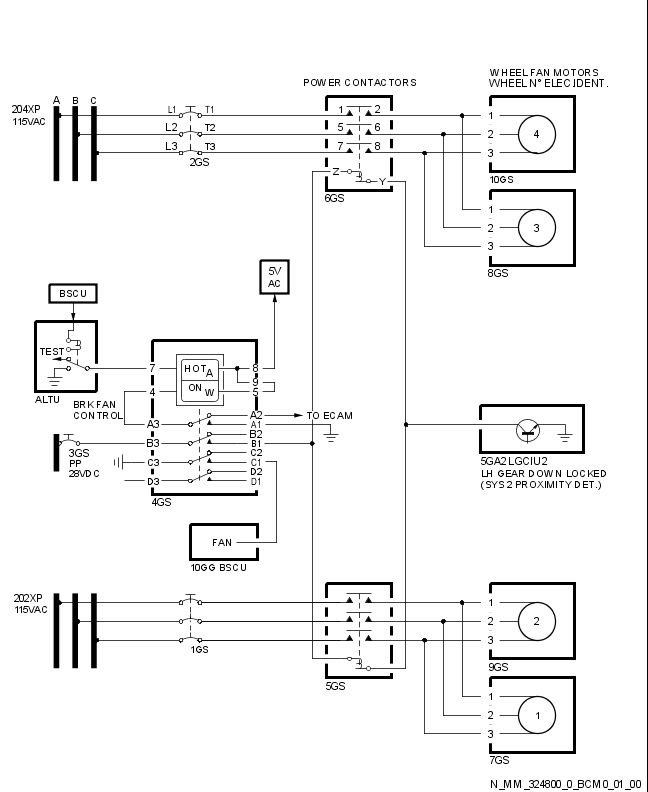 POWER CONTACTORS
WHEEL FAN MOTORS
WHEEL N° ELEC IDENT.
204XP
115VAC
A B C
L1 T1
L2 T2
L3 T3
2GS
1 2
5 6
7 8
Z Y
6GS
1
2
3
4
10GS
1
2
3
3
8GS
BSCU
5V
AC
TEST
ALTU
BRK FAN
CONTROL
3GS
PP
28VDC
7
4
HOT A
ON W
8
9
5
A3
B3
C3
D3
A2
A1
B2
B1
C2
C1
D2
D1
4GS
TO ECAM
FAN
10GG BSCU
5GA2 LGCIU2
LH GEAR DOWN LOCKED
(SYS 2 PROXIMITY DET.)
202XP
115VAC
1GS
5GS
1
2
3
2
9GS
1
2
3
1
7GS
N_MM_324800_0_BCM0_01_00